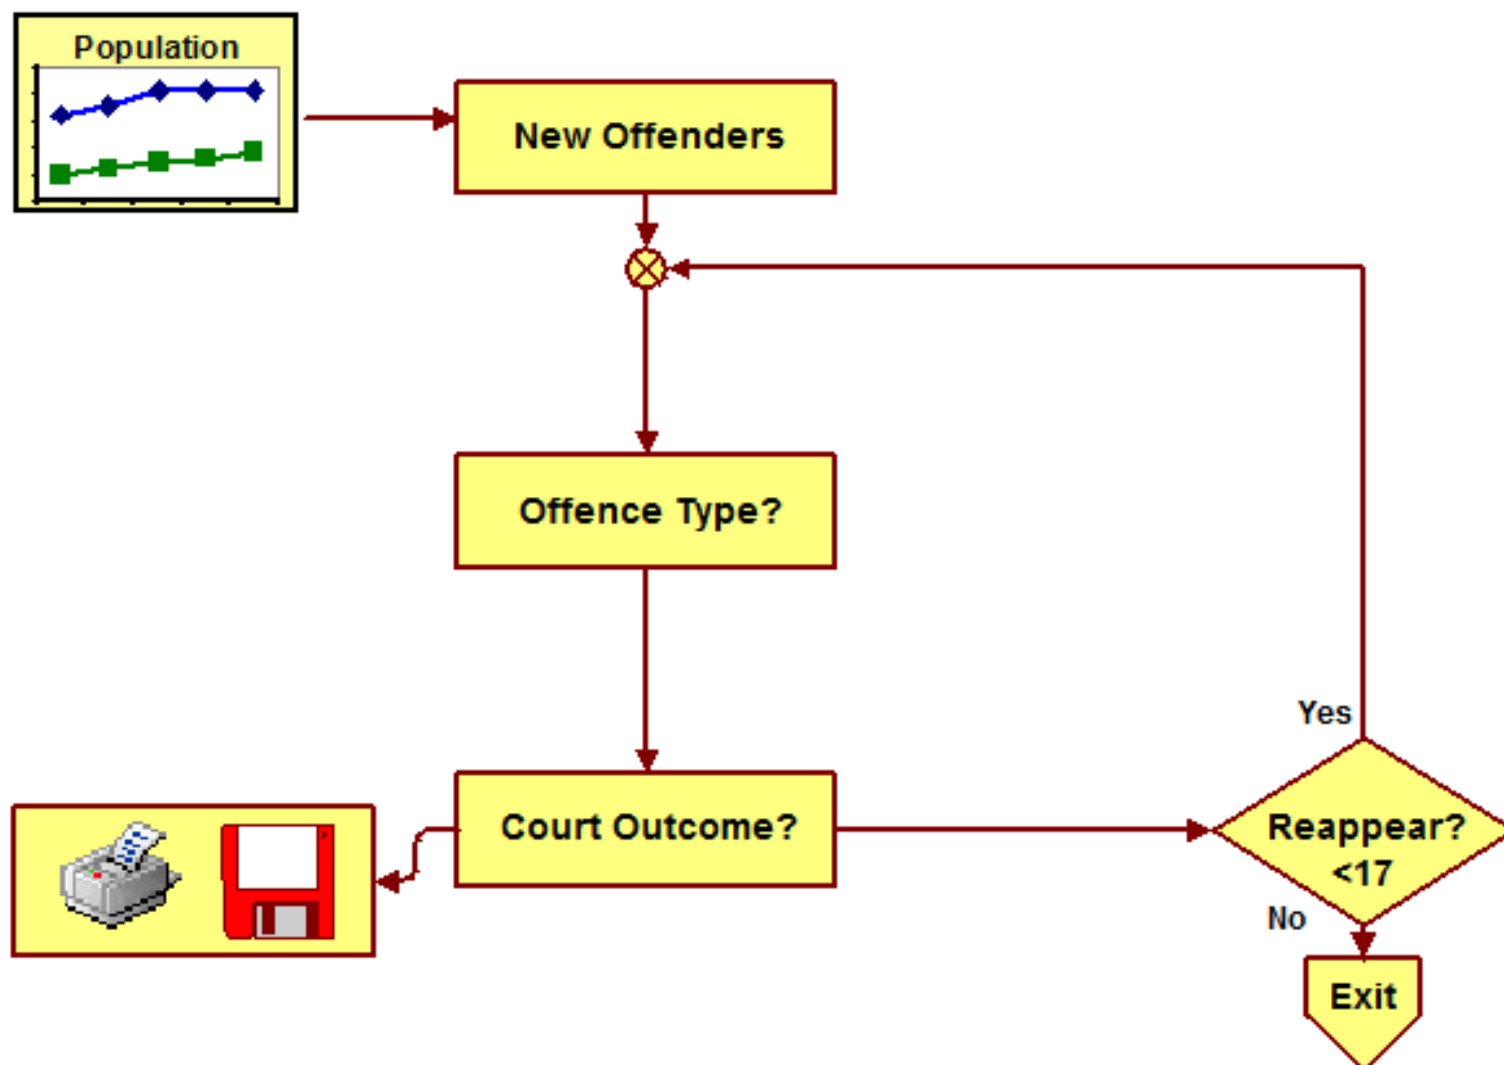 Population
New Offenders
Offence Type?
Court Outcome?
Yes
Reappear?
<17
No
Exit